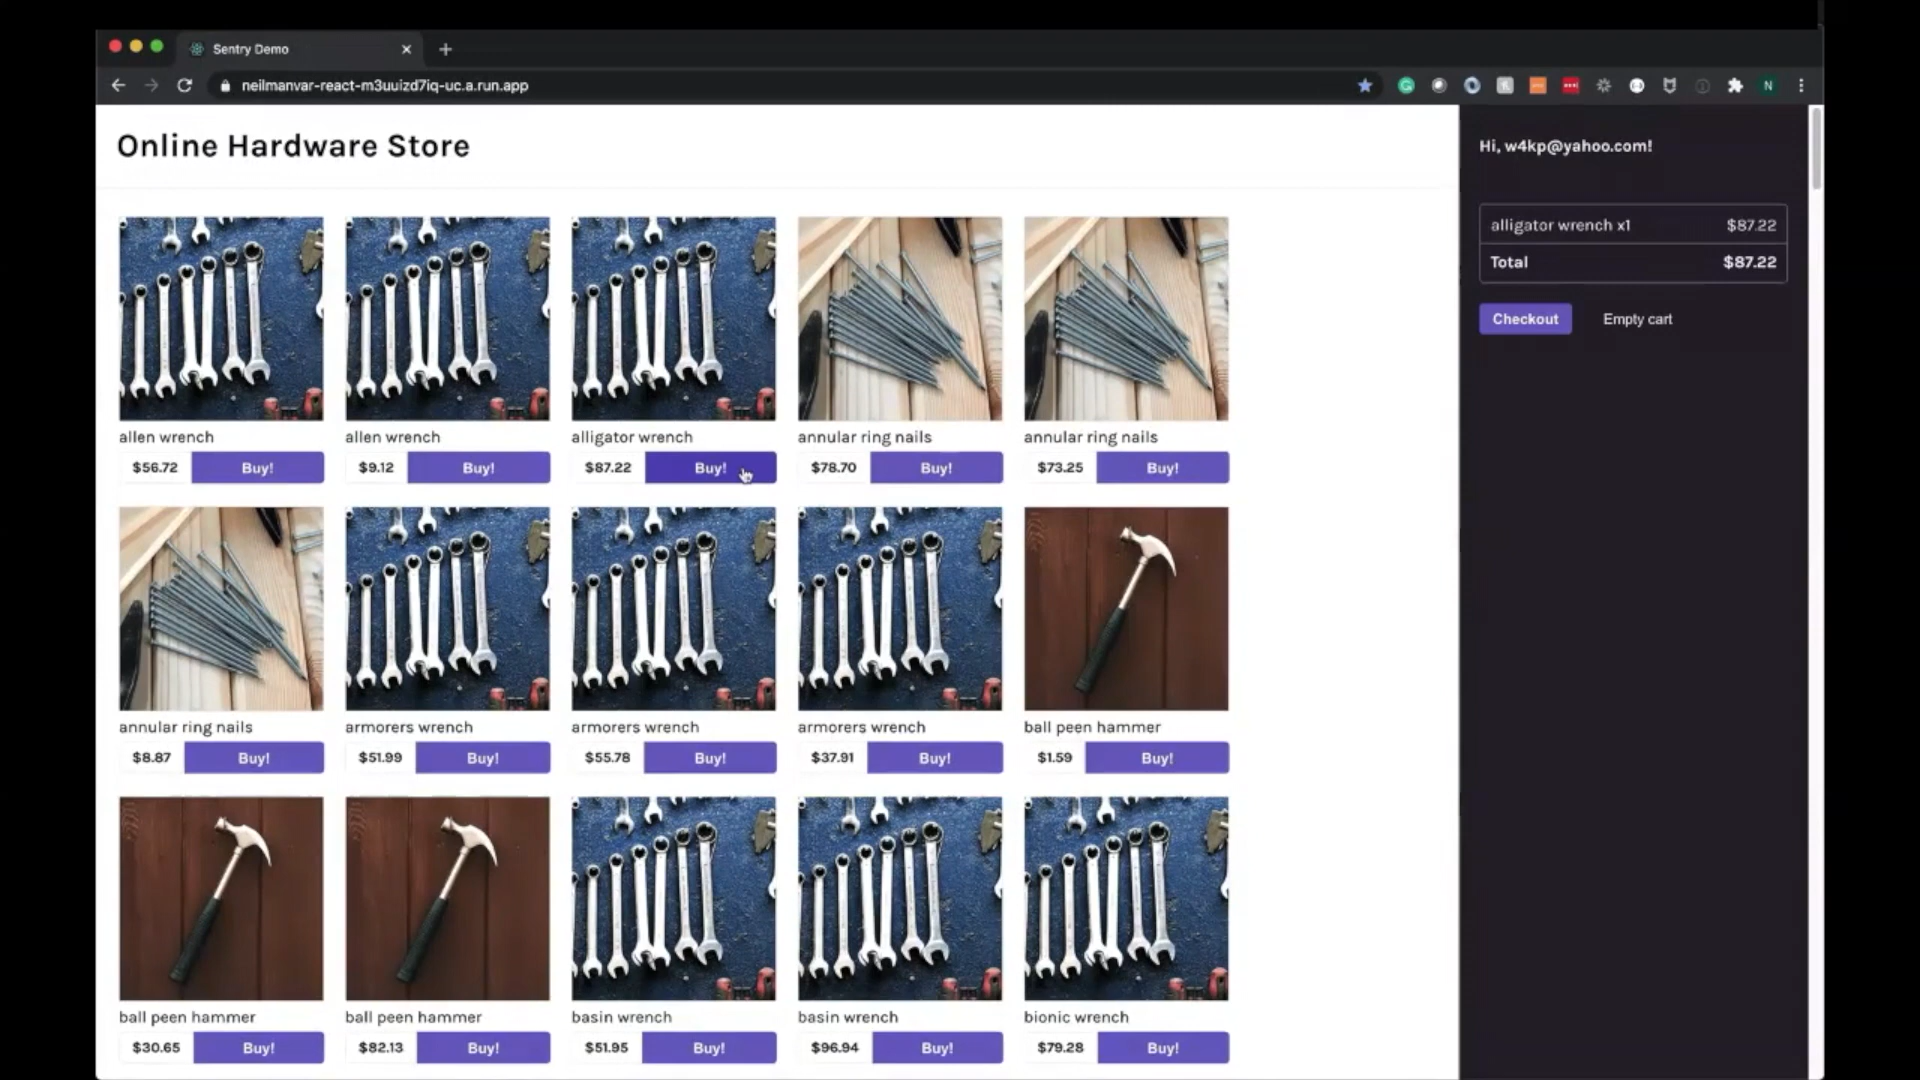 Sentry Demo
neilmanvar-react-m3uuizd7iq-uc.a.run.app
N
Online Hardware Store
Hi, w4kp@yahoo.com!
alligator wrench x1 $87.22
Total $87.22
Checkout Empty cart
allen wrench allen wrench alligator wrench annular ring nails annular ring nails
$56.72 Buy! $9.12 Buy! $87.22 Buy! $78.70 Buy! $73.25 Buy!
annular ring nails armorers wrench armorers wrench armorers wrench ball peen hammer
$8.87 Buy! $51.99 Buy! $55.78 Buy! $37.91 Buy! $1.59 Buy!
ball peen hammer ball peen hammer basin wrench basin wrench bionic wrench
$30.65 Buy! $82.13 Buy! $51.95 Buy! $96.94 Buy! $79.28 Buy!